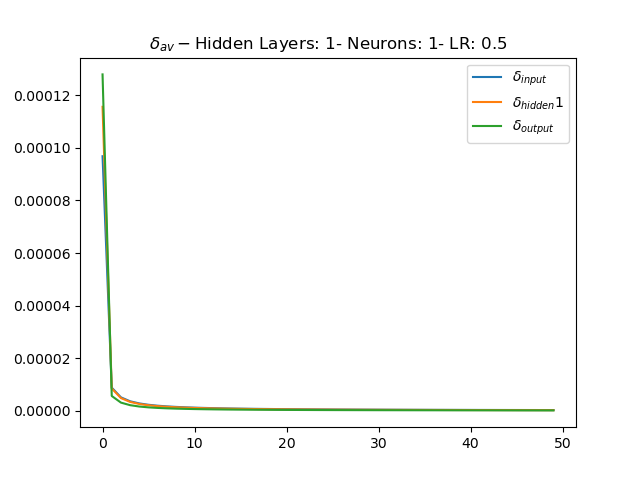 δav − Hidden Layers: 1- Neurons: 1- LR: 0.5
δinput
δhidden1
δoutput
0.00012
0.00010
0.00008
0.00006
0.00004
0.00002
0.00000
0 10 20 30 40 50